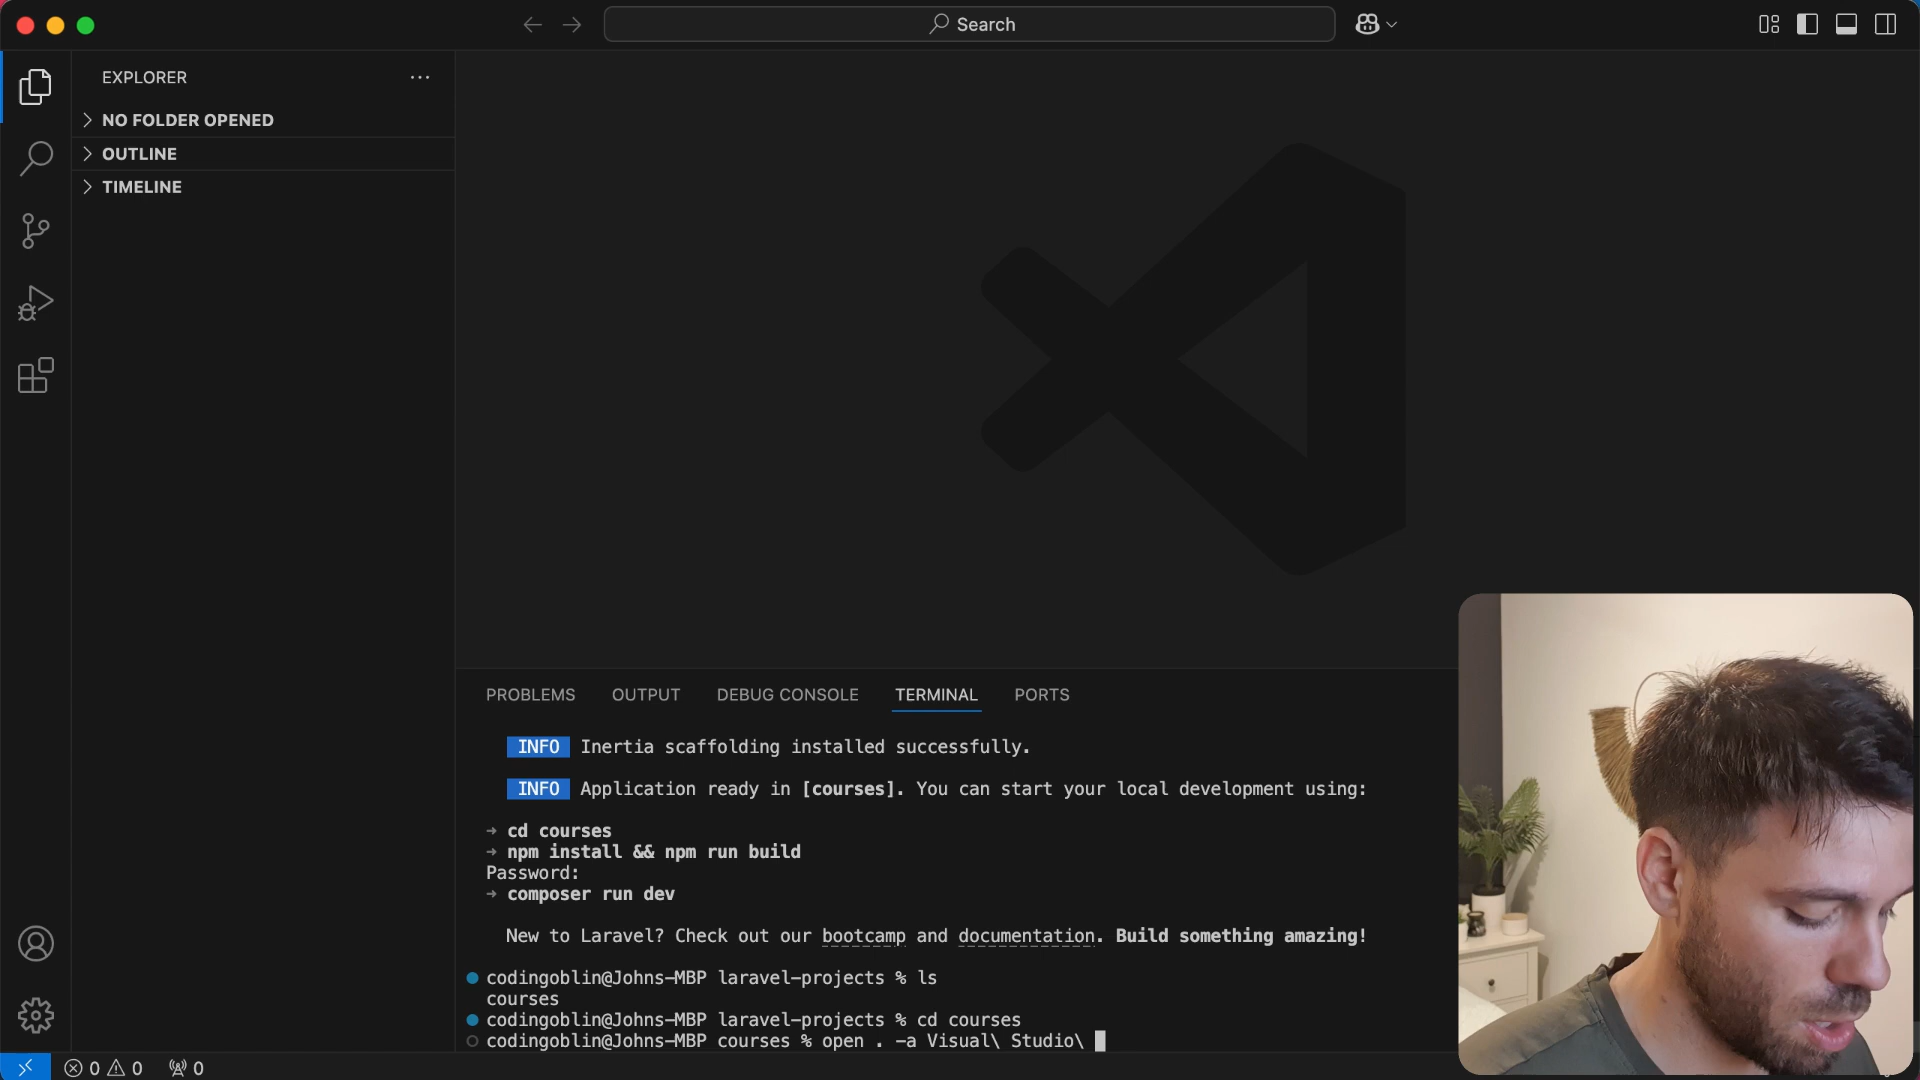 Search
EXPLORER
NO FOLDER OPENED
OUTLINE
TIMELINE
PROBLEMS OUTPUT DEBUG CONSOLE TERMINAL PORTS
INFO Inertia scaffolding installed successfully.
INFO Application ready in [courses]. You can start your local development using:
➜ cd courses
➜ npm install && npm run build
Password:
➜ composer run dev
New to Laravel? Check out our bootcamp and documentation. Build something amazing!
codingoblin@Johns-MBP laravel-projects % ls
courses
codingoblin@Johns-MBP laravel-projects % cd courses
codingoblin@Johns-MBP courses % open . -a Visual\ Studio\
0 0 0